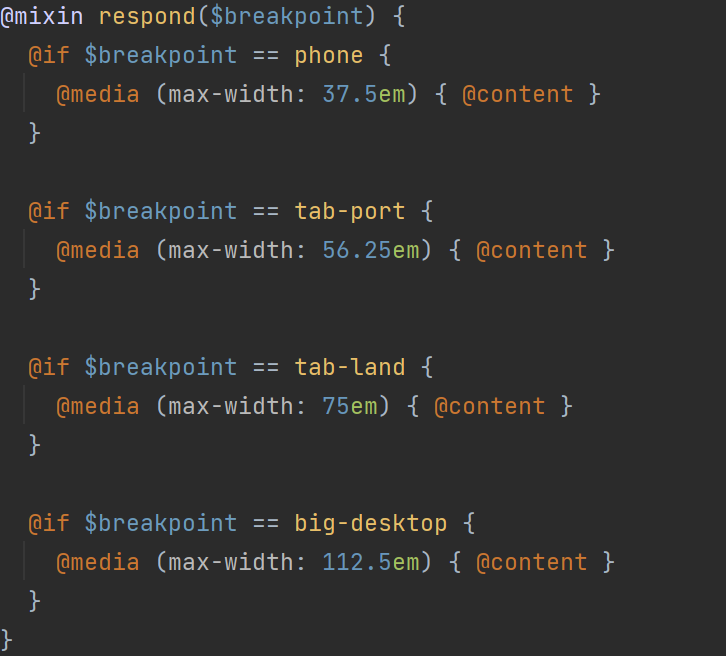 @mixin respond($breakpoint) {
  @if $breakpoint == phone {
    @media (max-width: 37.5em) { @content }
  }

  @if $breakpoint == tab-port {
    @media (max-width: 56.25em) { @content }
  }

  @if $breakpoint == tab-land {
    @media (max-width: 75em) { @content }
  }

  @if $breakpoint == big-desktop {
    @media (max-width: 112.5em) { @content }
  }
}